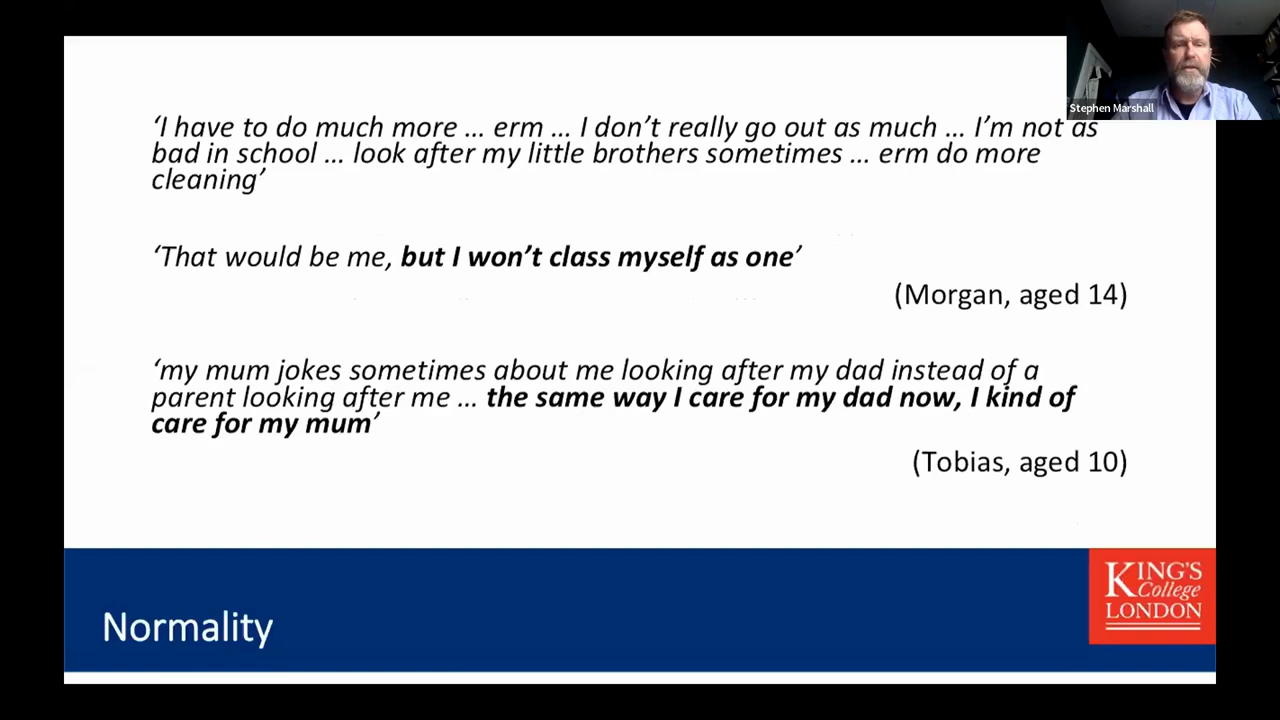 Stephen Marshall
‘I have to do much more … erm … I don’t really go out as much … I’m not as
bad in school … look after my little brothers sometimes … erm do more
cleaning’
‘That would be me, but I won’t class myself as one’
(Morgan, aged 14)
‘my mum jokes sometimes about me looking after my dad instead of a
parent looking after me … the same way I care for my dad now, I kind of
care for my mum’
(Tobias, aged 10)
Normality
KING'S
College
LONDON